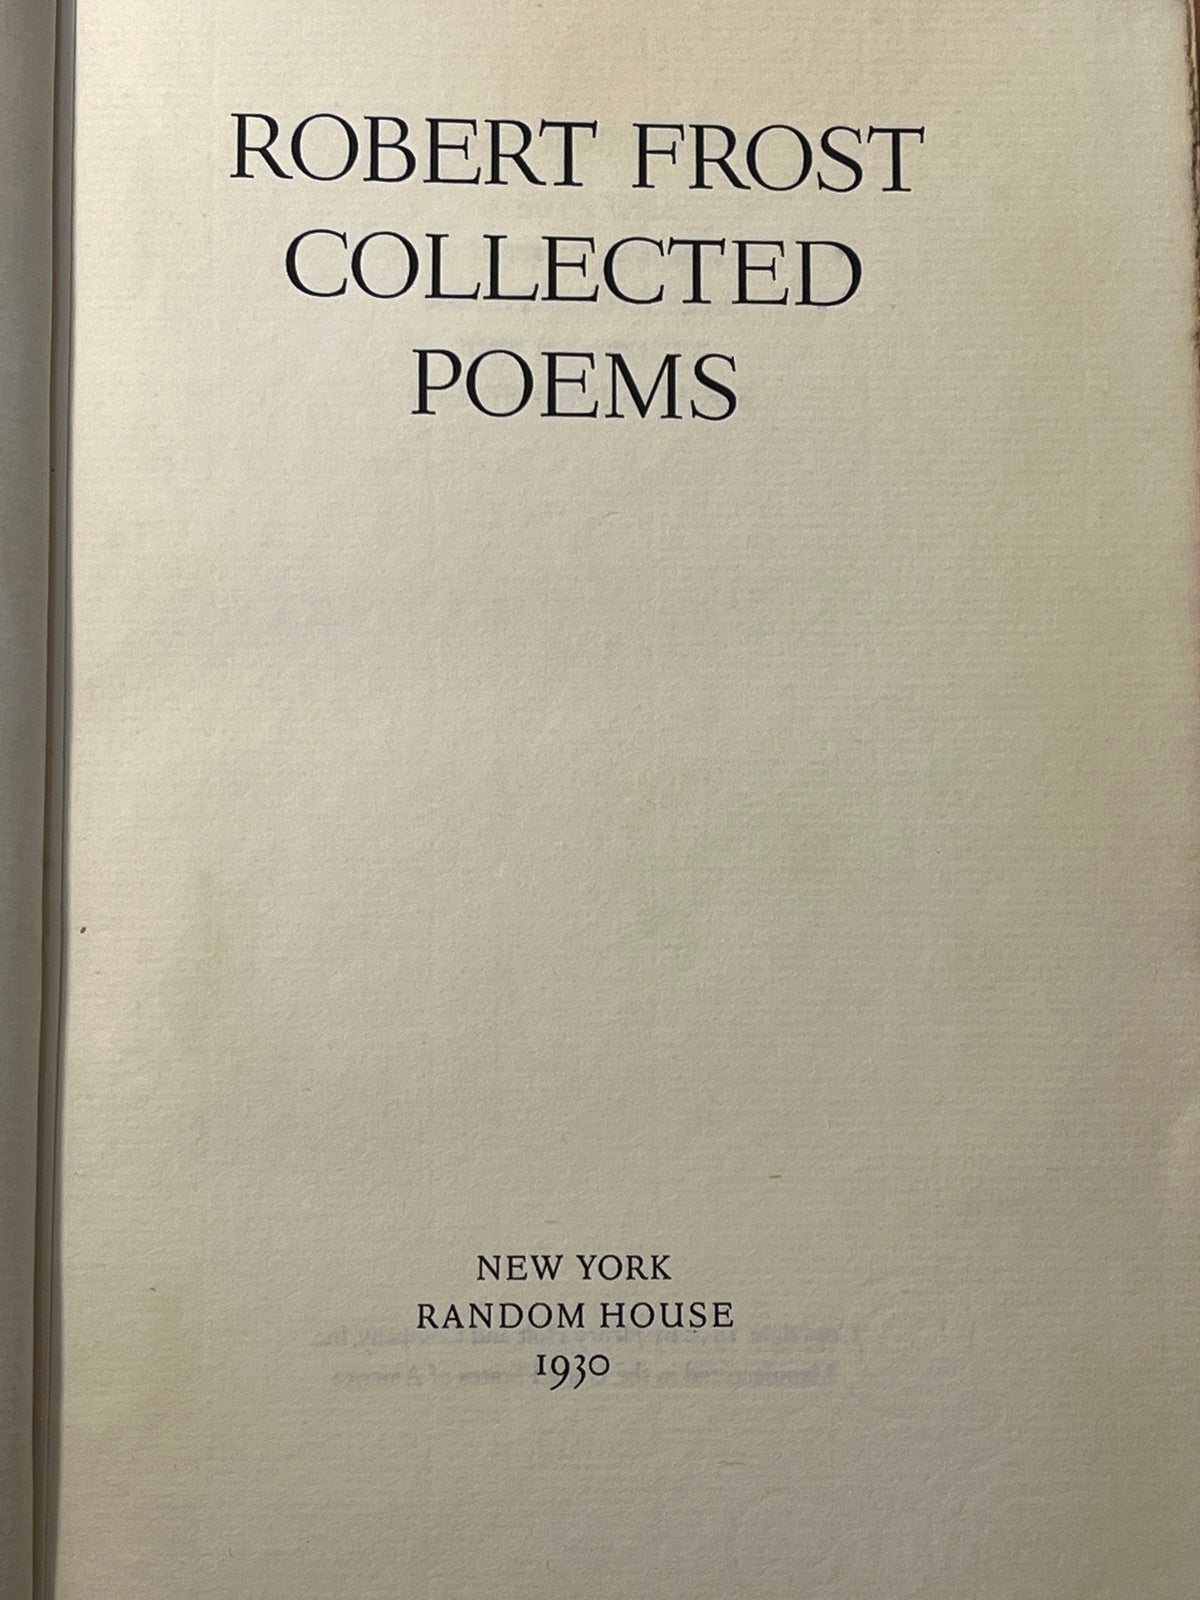 ROBERT FROST
COLLECTED
POEMS
NEW YORK
RANDOM HOUSE
1930